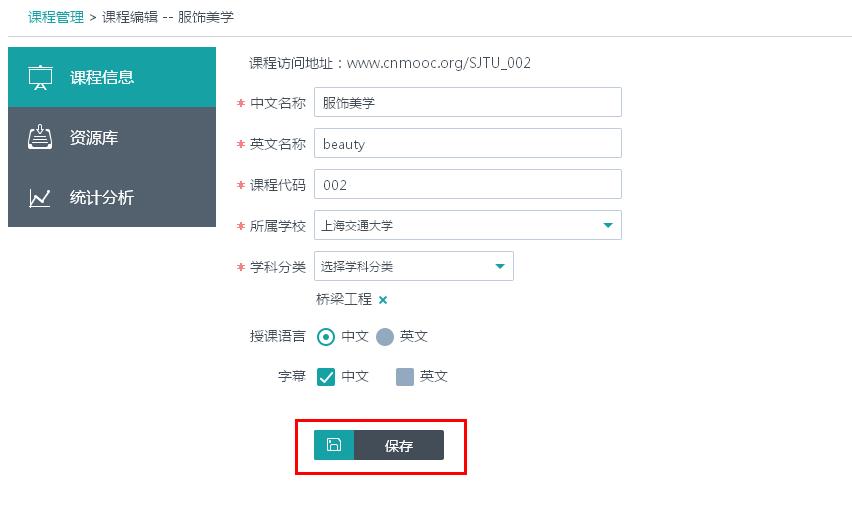 课程管理 > 课程编辑 -- 服饰美学
课程信息
资源库
统计分析
课程访问地址：www.cnmooc.org/SJTU_002
* 中文名称 服饰美学
* 英文名称 beauty
* 课程代码 002
* 所属学校 上海交通大学
* 学科分类 选择学科分类
桥梁工程 ×
授课语言 中文 英文
字幕 中文 英文
保存